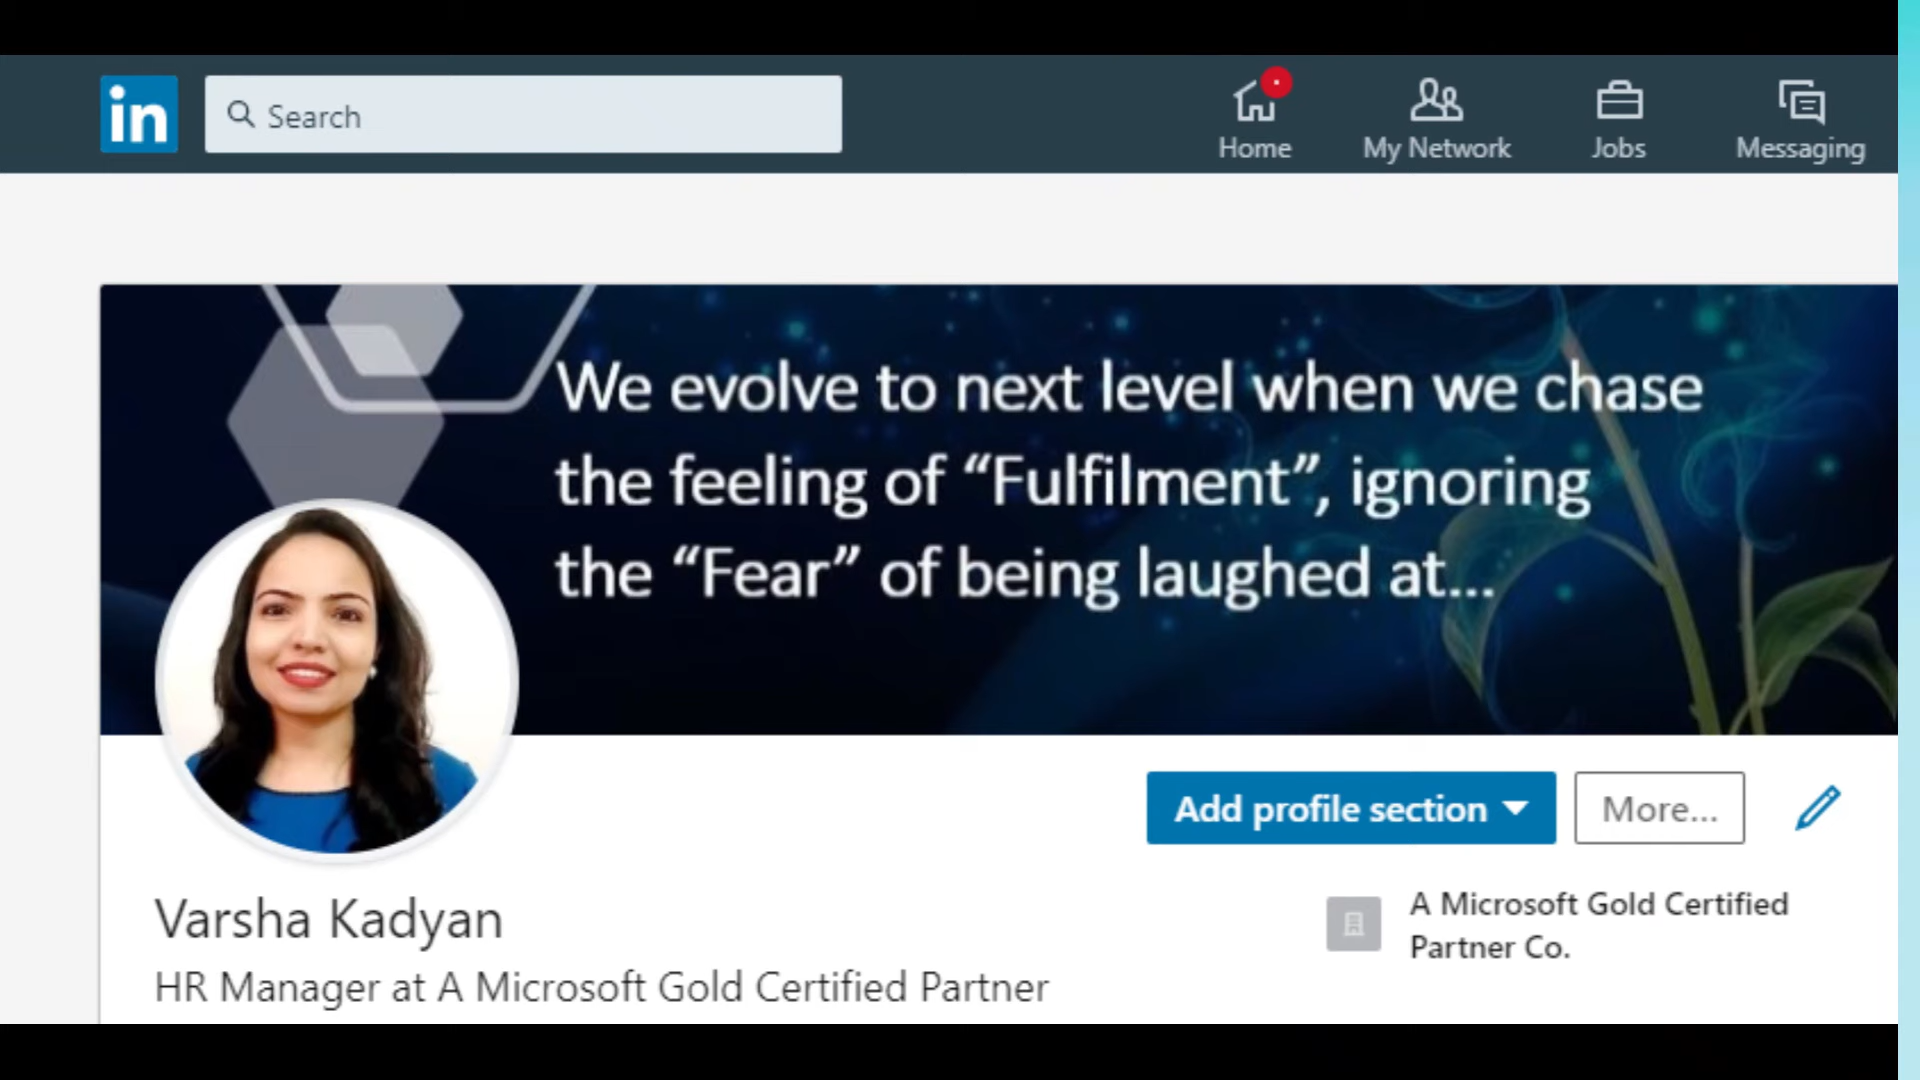 in
Search
Home
My Network
Jobs
Messaging
We evolve to next level when we chase
the feeling of “Fulfilment”, ignoring
the “Fear” of being laughed at...
Add profile section
More...
Varsha Kadyan
HR Manager at A Microsoft Gold Certified Partner
A Microsoft Gold Certified
Partner Co.